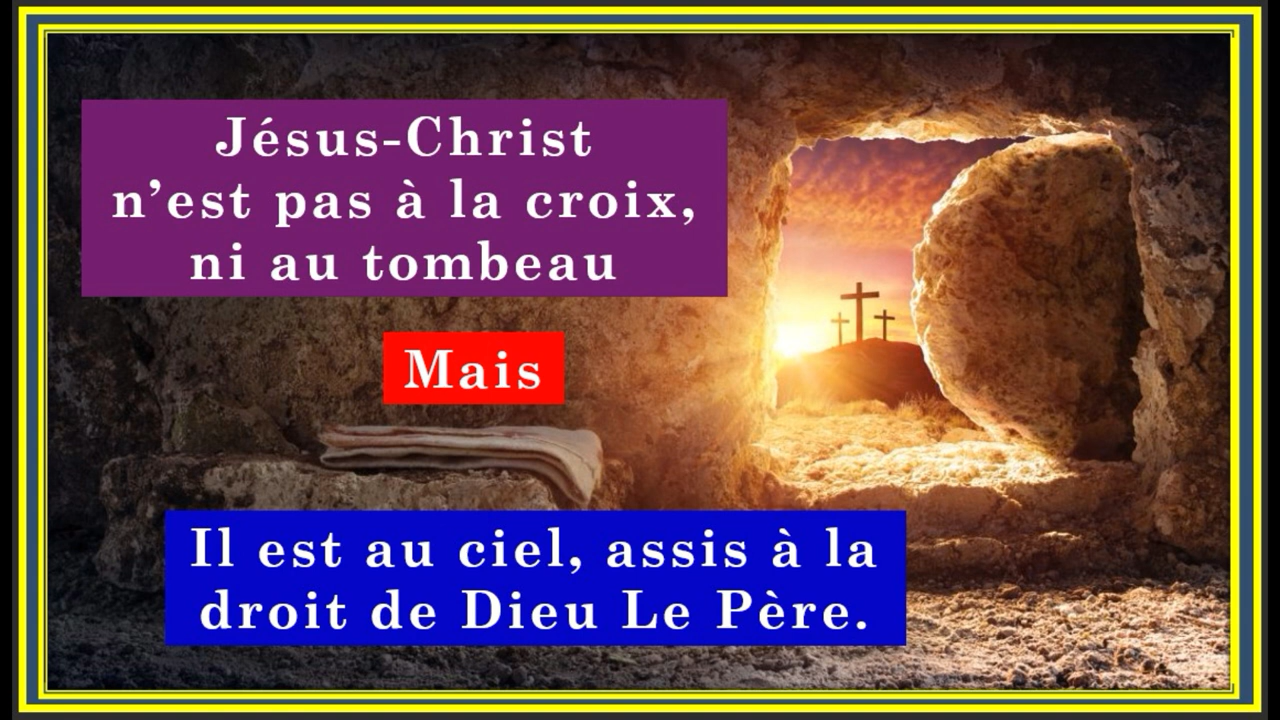 Jésus-Christ
n’est pas à la croix,
ni au tombeau
Mais
Il est au ciel, assis à la
droit de Dieu Le Père.